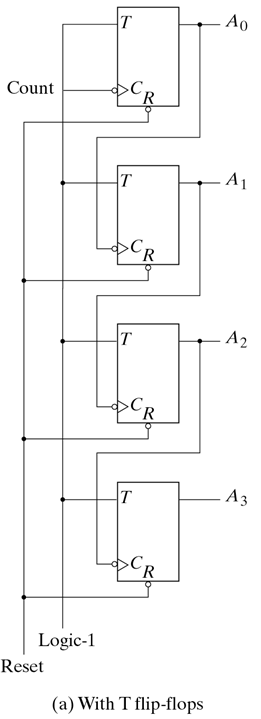 T A0
Count C
R
T A1
C
R
T A2
C
R
T A3
C
R
Logic-1
Reset
(a) With T flip-flops